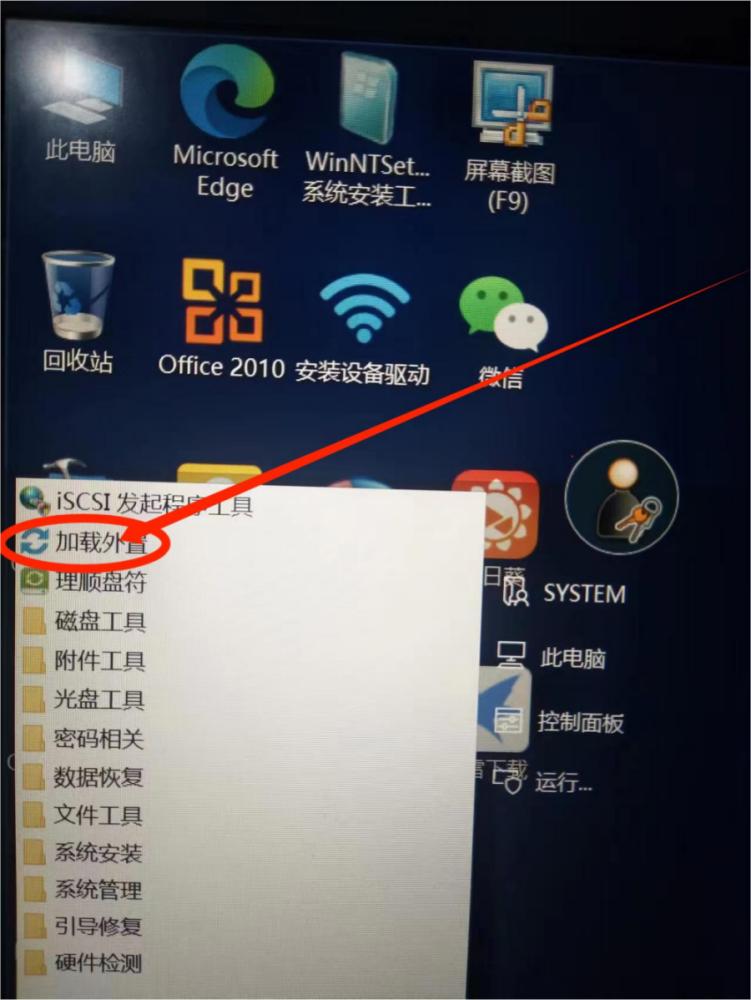 此电脑
Microsoft
Edge
WinNTSet...
系统安装工...
屏幕截图
(F9)
回收站
Office 2010
安装设备驱动
微信
iSCSI 发起程序工具
加载外置
理顺盘符
磁盘工具
附件工具
光盘工具
密码相关
数据恢复
文件工具
系统安装
系统管理
引导修复
硬件检测
日葵
SYSTEM
此电脑
控制面板
雷下载
运行...